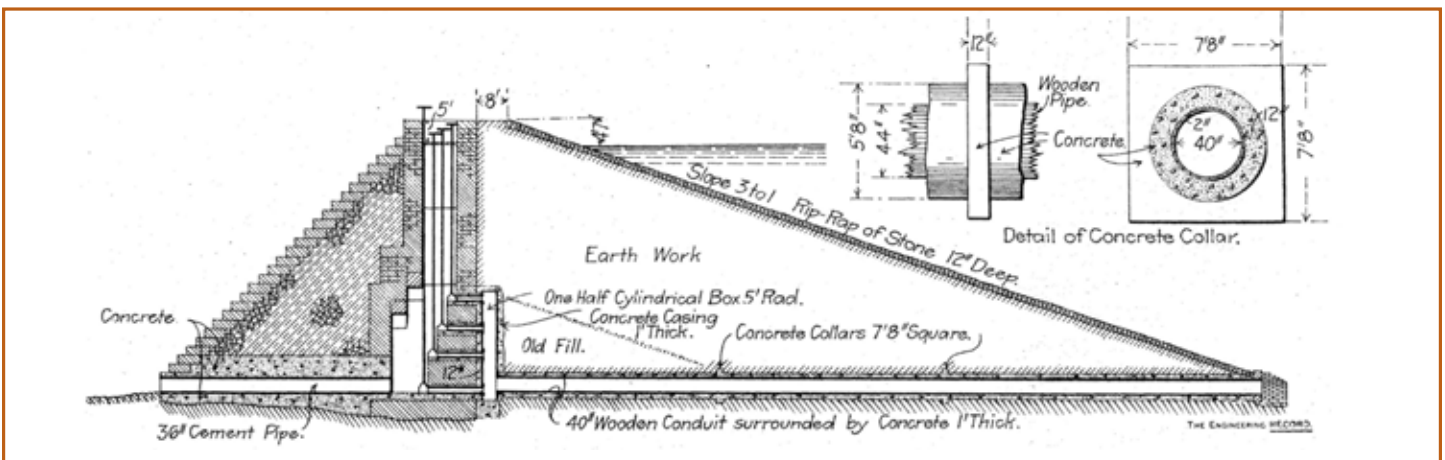 12"
7'8"
5'
8'
Wooden
Pipe.
12"
4'
5'8"
44"
2"
40"
7'8"
Concrete.
Slope 3 to 1 Rip-Rap of Stone 12" Deep.
Detail of Concrete Collar.
Earth Work
One Half Cylindrical Box 5' Rad.
Concrete Casing
1' Thick.
Concrete.
Concrete Collars 7'8" Square.
Old Fill.
12"
40" Wooden Conduit surrounded by Concrete 1' Thick.
36" Cement Pipe.
THE ENGINEERING RECORD.